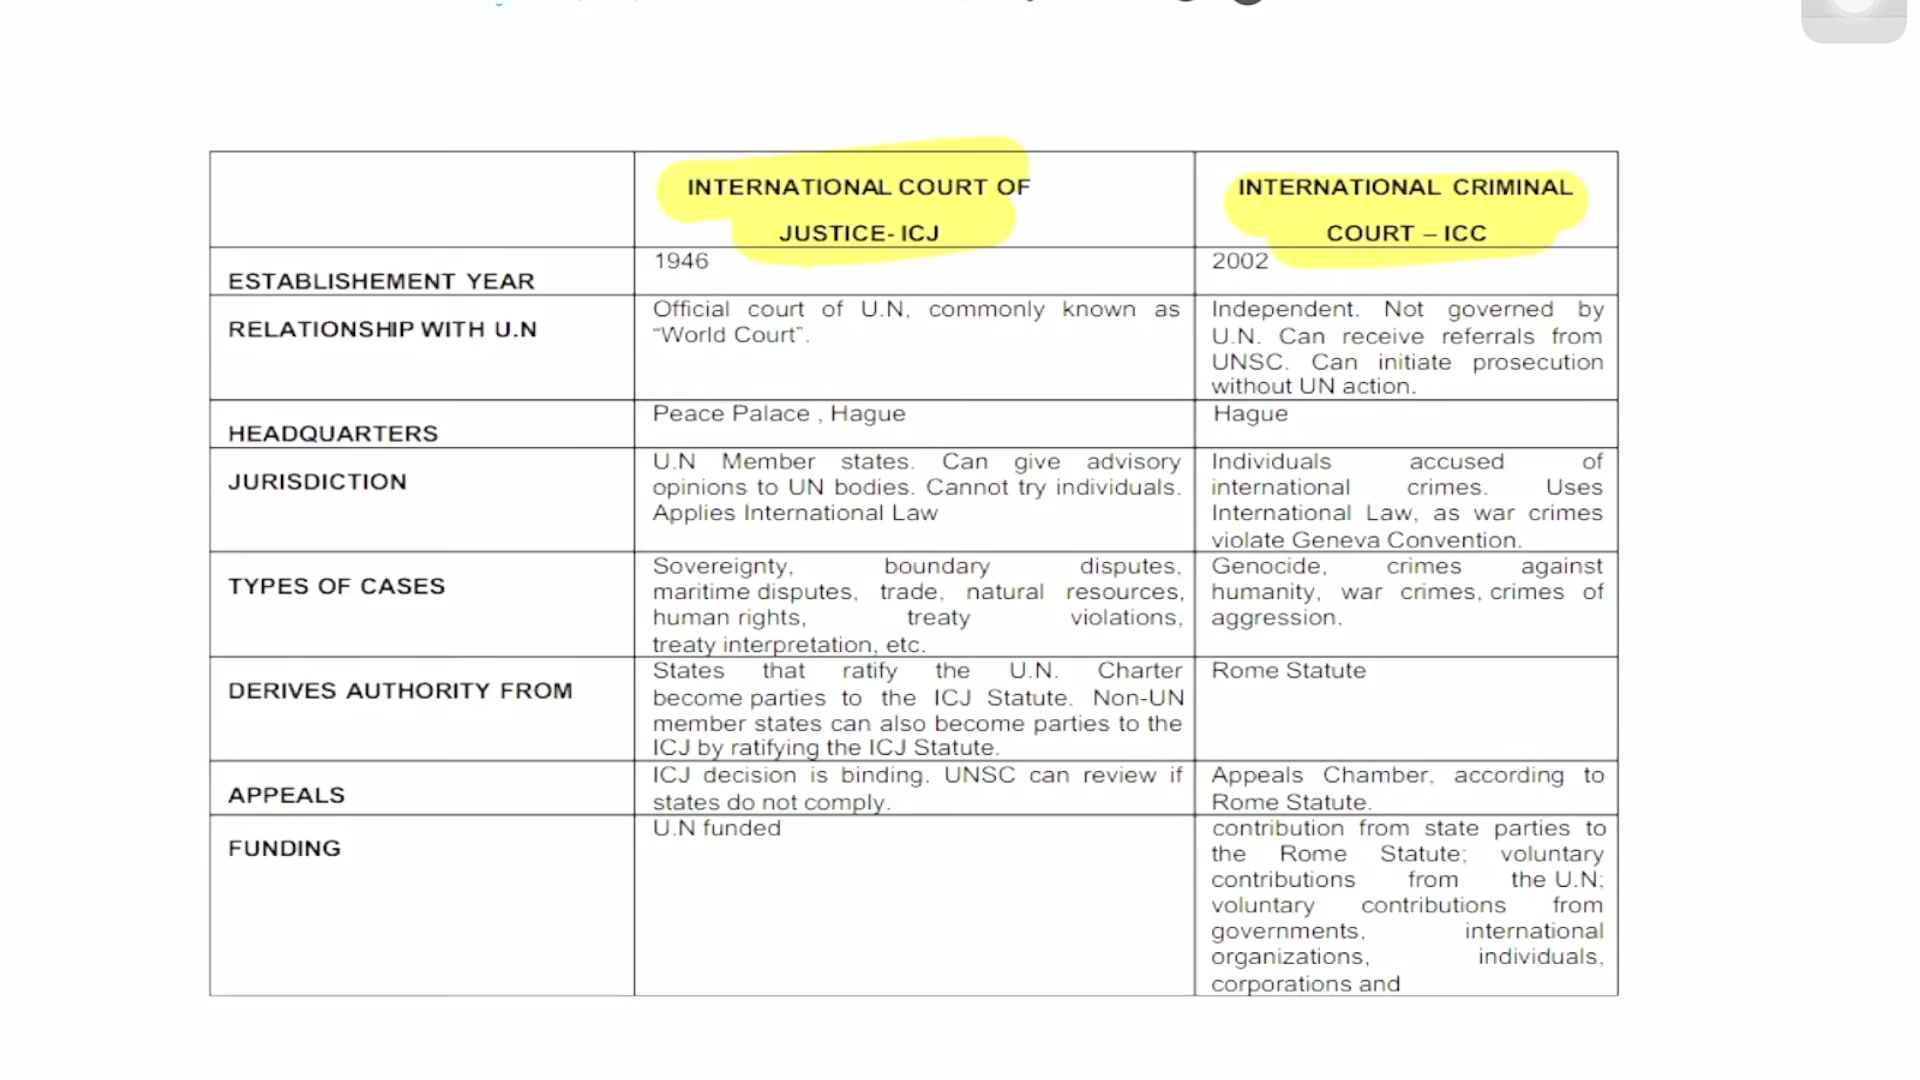 INTERNATIONAL COURT OF
JUSTICE- ICJ
INTERNATIONAL CRIMINAL
COURT – ICC
ESTABLISHEMENT YEAR
1946
2002
RELATIONSHIP WITH U.N
Official court of U.N, commonly known as
“World Court”.
Independent. Not governed by
U.N. Can receive referrals from
UNSC. Can initiate prosecution
without UN action.
HEADQUARTERS
Peace Palace , Hague
Hague
JURISDICTION
U.N Member states. Can give advisory
opinions to UN bodies. Cannot try individuals.
Applies International Law
Individuals accused of
international crimes. Uses
International Law, as war crimes
violate Geneva Convention.
TYPES OF CASES
Sovereignty, boundary disputes,
maritime disputes, trade, natural resources,
human rights, treaty violations,
treaty interpretation, etc.
Genocide, crimes against
humanity, war crimes, crimes of
aggression.
DERIVES AUTHORITY FROM
States that ratify the U.N. Charter
become parties to the ICJ Statute. Non-UN
member states can also become parties to the
ICJ by ratifying the ICJ Statute.
Rome Statute
APPEALS
ICJ decision is binding. UNSC can review if
states do not comply.
Appeals Chamber, according to
Rome Statute.
FUNDING
U.N funded
contribution from state parties to
the Rome Statute; voluntary
contributions from the U.N;
voluntary contributions from
governments, international
organizations, individuals,
corporations and